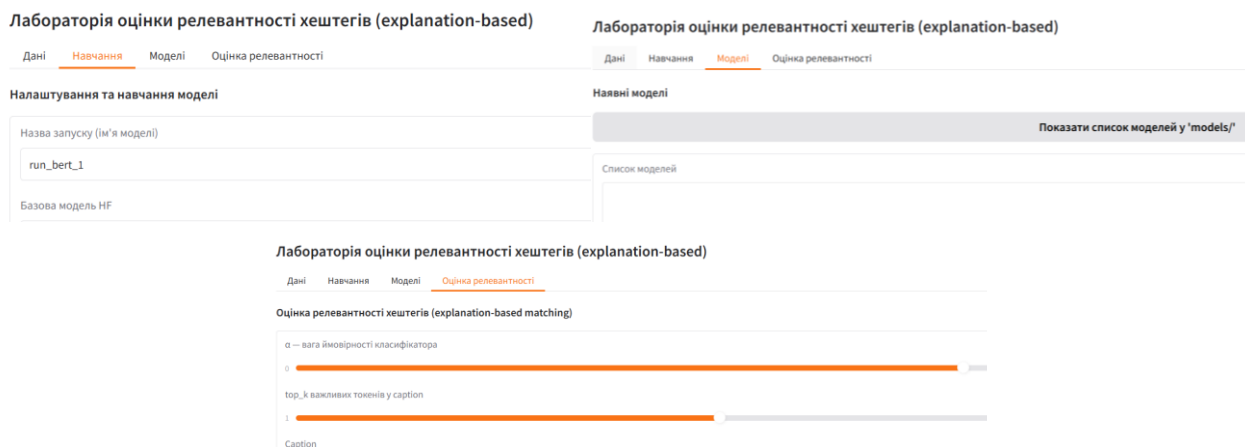 Лабораторія оцінки релевантності хештегів (explanation-based)
Дані Навчання Моделі Оцінка релевантності
Налаштування та навчання моделі
Назва запуску (ім'я моделі)
run_bert_1
Базова модель HF
Лабораторія оцінки релевантності хештегів (explanation-based)
Дані Навчання Моделі Оцінка релевантності
Наявні моделі
Показати список моделей у 'models/'
Список моделей
Лабораторія оцінки релевантності хештегів (explanation-based)
Дані Навчання Моделі Оцінка релевантності
Оцінка релевантності хештегів (explanation-based matching)
α — вага ймовірності класифікатора
0
top_k важливих токенів у caption
1
Caption